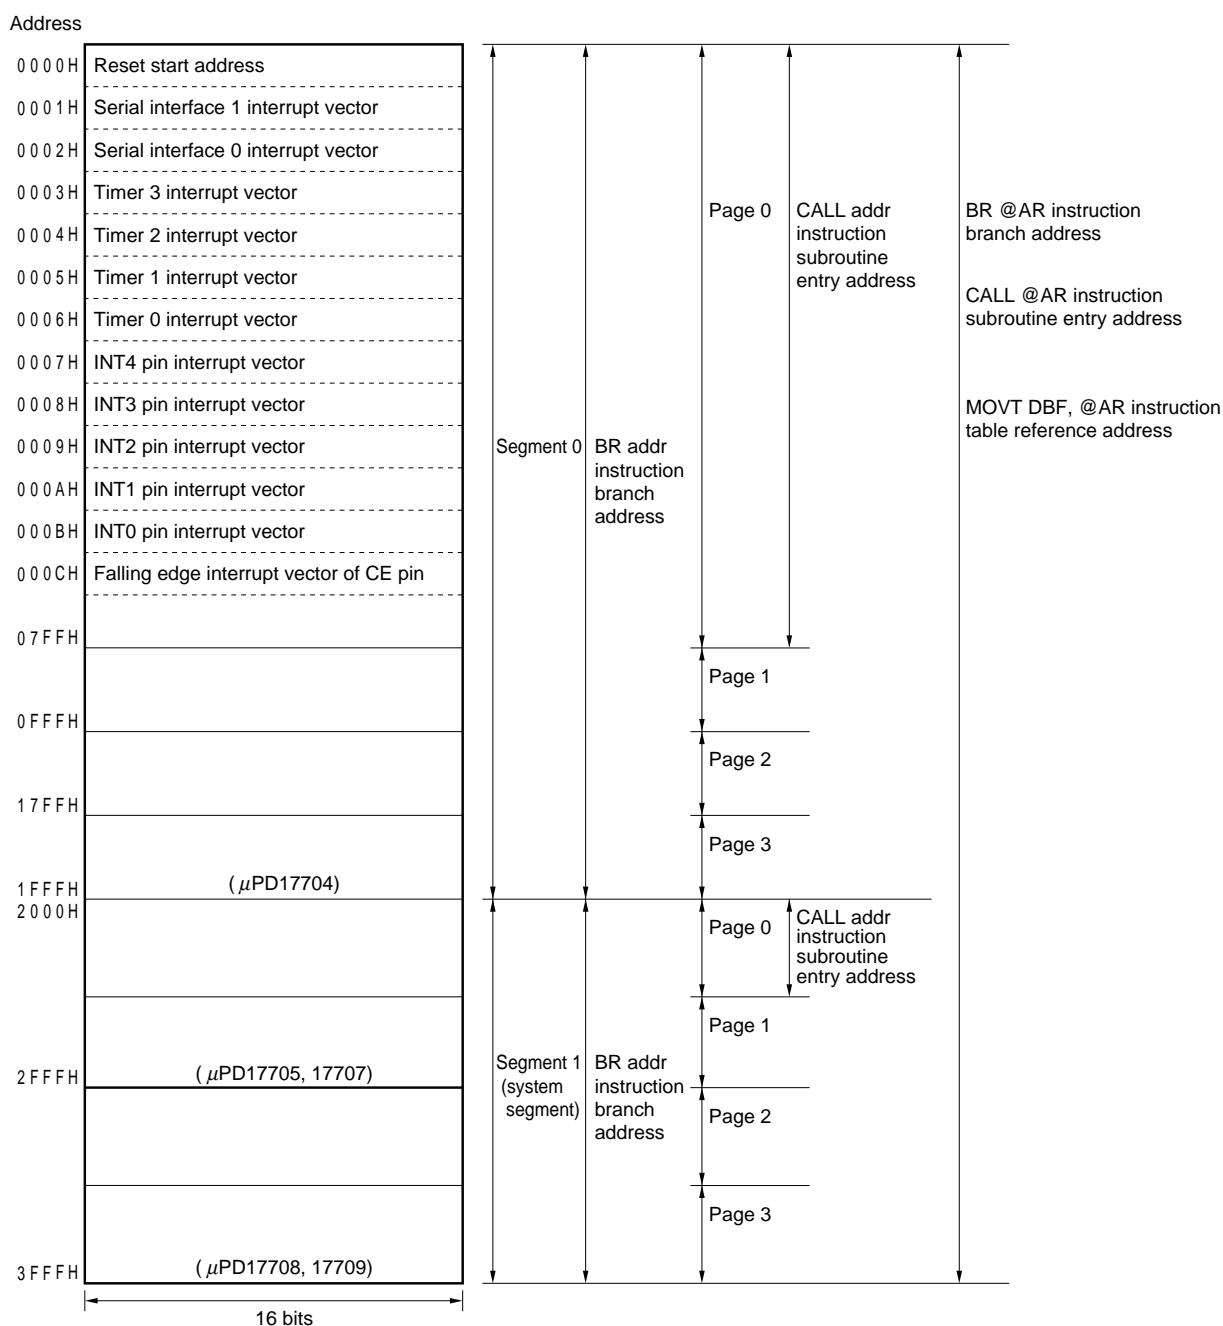 Address
0000H Reset start address
0001H Serial interface 1 interrupt vector
0002H Serial interface 0 interrupt vector
0003H Timer 3 interrupt vector
0004H Timer 2 interrupt vector
0005H Timer 1 interrupt vector
0006H Timer 0 interrupt vector
0007H INT4 pin interrupt vector
0008H INT3 pin interrupt vector
0009H INT2 pin interrupt vector
000AH INT1 pin interrupt vector
000BH INT0 pin interrupt vector
000CH Falling edge interrupt vector of CE pin
07FFH
0FFFH
17FFH
1FFFH (μPD17704)
2000H
2FFFH (μPD17705, 17707)
3FFFH (μPD17708, 17709)
16 bits
Segment 0
BR addr
instruction
branch
address
Page 0
CALL addr
instruction
subroutine
entry address
Page 1
Page 2
Page 3
Segment 1
(system
segment)
BR addr
instruction
branch
address
Page 0
CALL addr
instruction
subroutine
entry address
Page 1
Page 2
Page 3
BR @AR instruction
branch address
CALL @AR instruction
subroutine entry address
MOVT DBF, @AR instruction
table reference address